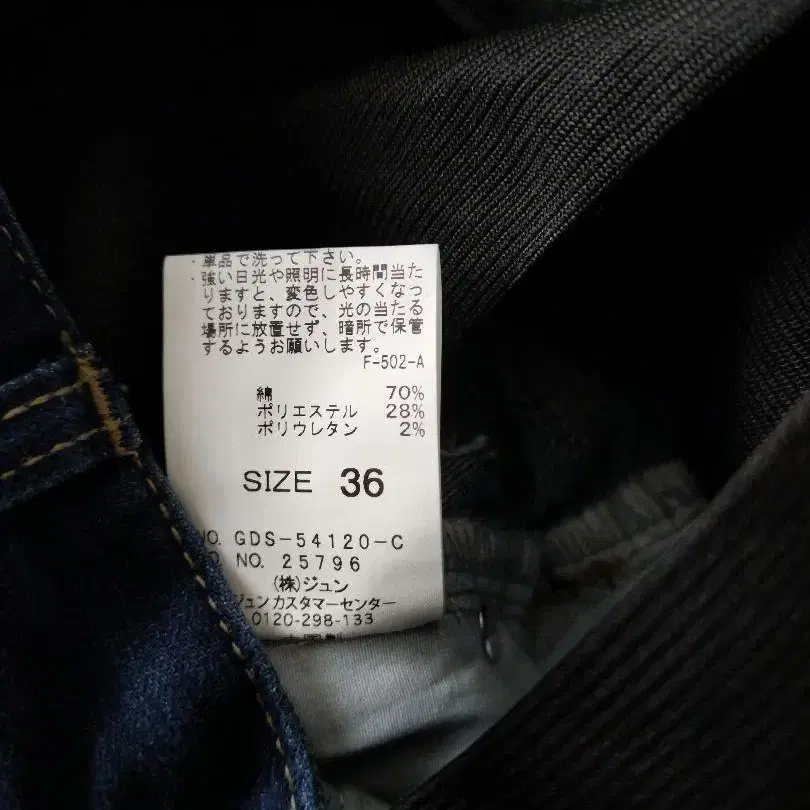 ・単品で洗って下さい。
・強い日光や照明に長時間当た
りますと、変色しやすくなっ
ておりますので、光の当たる
場所に放置せず、暗所で保管
するようお願いします。
F-502-A
綿 70%
ポリエステル 28%
ポリウレタン 2%
SIZE 36
NO. GDS-54120-C
NO. 25796
(株)ジュン
ジュンカスタマーセンター
0120-298-133